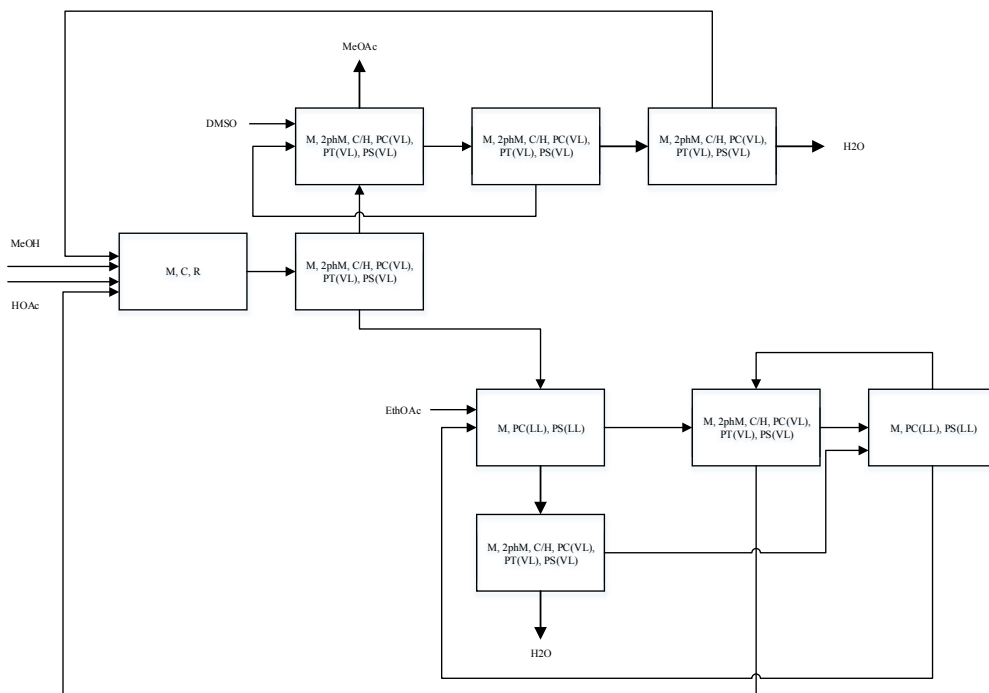 MeOAc
DMSO
M, 2phM, C/H, PC(VL),
PT(VL), PS(VL)
M, 2phM, C/H, PC(VL),
PT(VL), PS(VL)
M, 2phM, C/H, PC(VL),
PT(VL), PS(VL)
H2O
MeOH
HOAc
M, C, R
M, 2phM, C/H, PC(VL),
PT(VL), PS(VL)
EthOAc
M, PC(LL), PS(LL)
M, 2phM, C/H, PC(VL),
PT(VL), PS(VL)
M, PC(LL), PS(LL)
M, 2phM, C/H, PC(VL),
PT(VL), PS(VL)
H2O